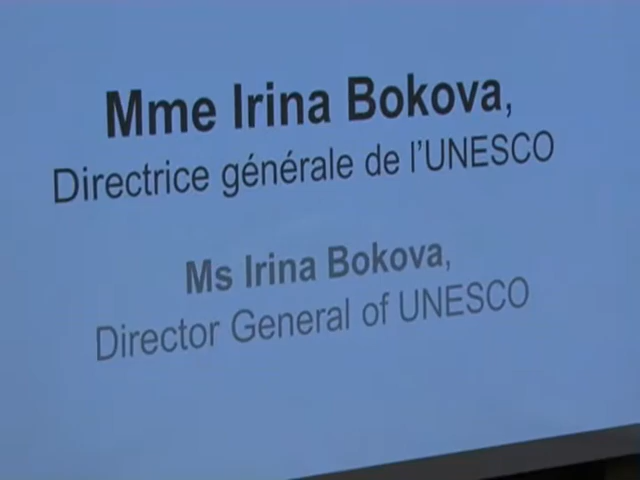 Mme Irina Bokova,
Directrice générale de l'UNESCO
Ms Irina Bokova,
Director General of UNESCO